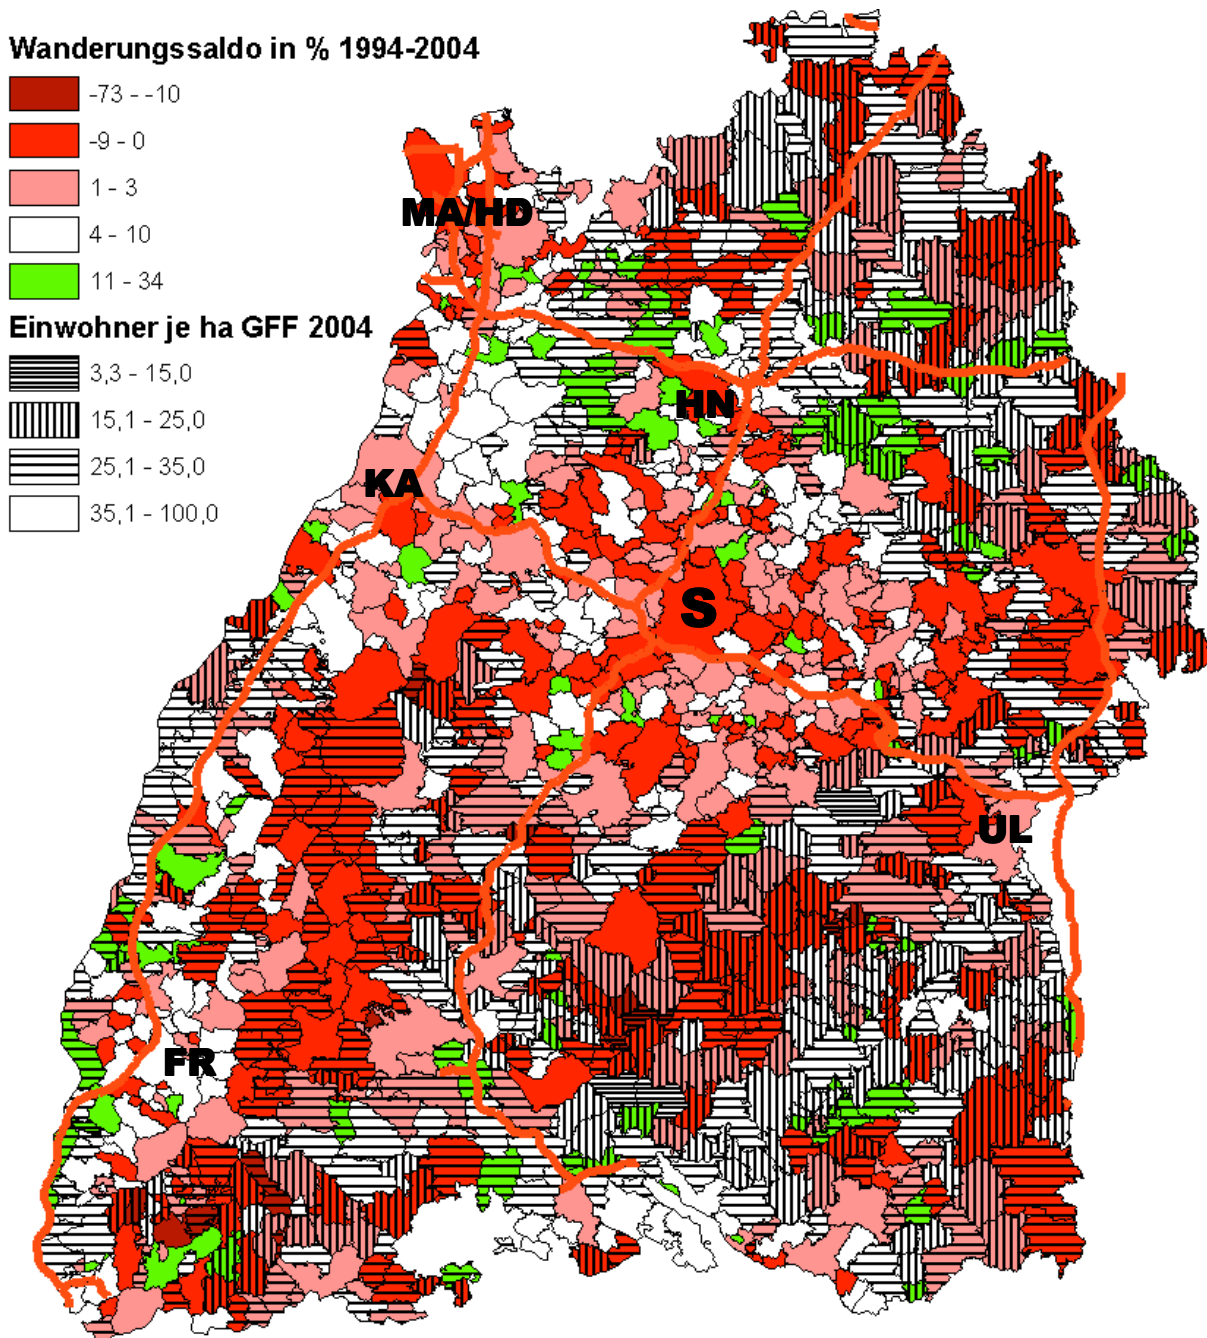 Wanderungssaldo in % 1994-2004
-73 - -10
-9 - 0
1 - 3
4 - 10
11 - 34
Einwohner je ha GFF 2004
3,3 - 15,0
15,1 - 25,0
25,1 - 35,0
35,1 - 100,0
MA/HD
HN
KA
S
UL
FR